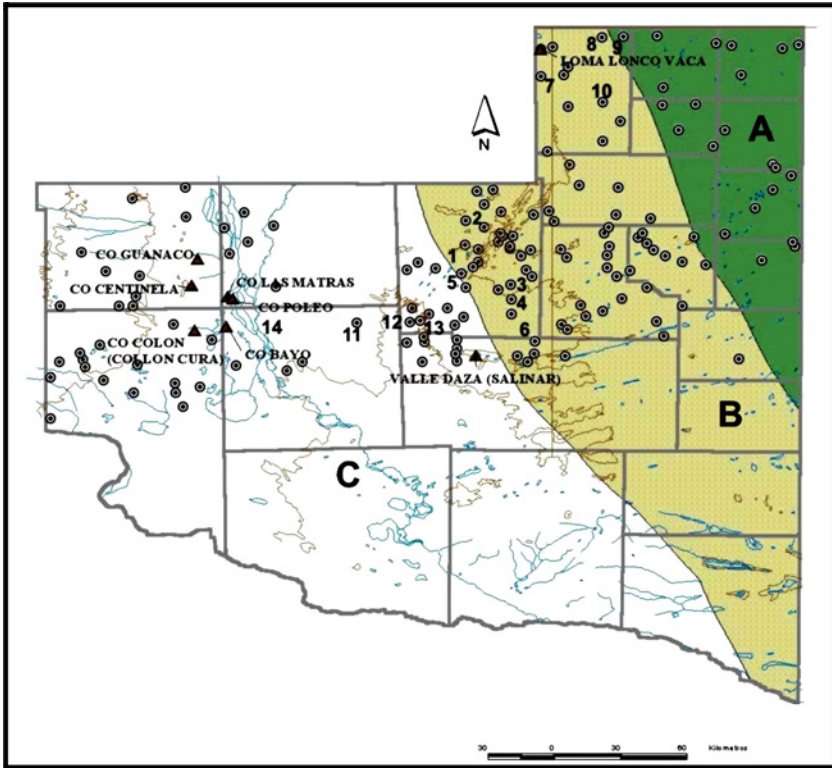 8
9
LOMA LONCO VACA
7
10
A
N
2
CO GUANACO
1
CO LAS MATRAS
CO CENTINELA
5
3
CO POLEO
4
14
11
12
13
6
CO COLON
(COLLON CURA)
CO BAYO
VALLE DAZA (SALINAR)
B
C
30
0
30
60
Kilometros